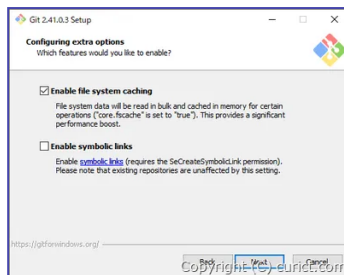 Git 2.41.0.3 Setup
Configuring extra options
Which features would you like to enable?
Enable file system caching
File system data will be read in bulk and cached in memory for certain
operations ("core.fscache" is set to "true"). This provides a significant
performance boost.
Enable symbolic links
Enable symbolic links (requires the SeCreateSymbolicLink permission).
Please note that existing repositories are unaffected by this setting.
https://gitforwindows.org/
Back Next Cancel
Copyright (C) curict.com